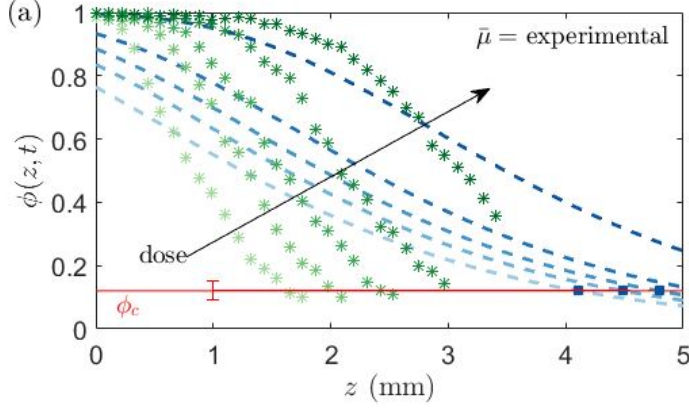 (a)
μ̄ = experimental
1
0.8
0.6
0.4
0.2
0
ϕ(z, t)
dose
ϕc
0
1
2
3
4
5
z (mm)